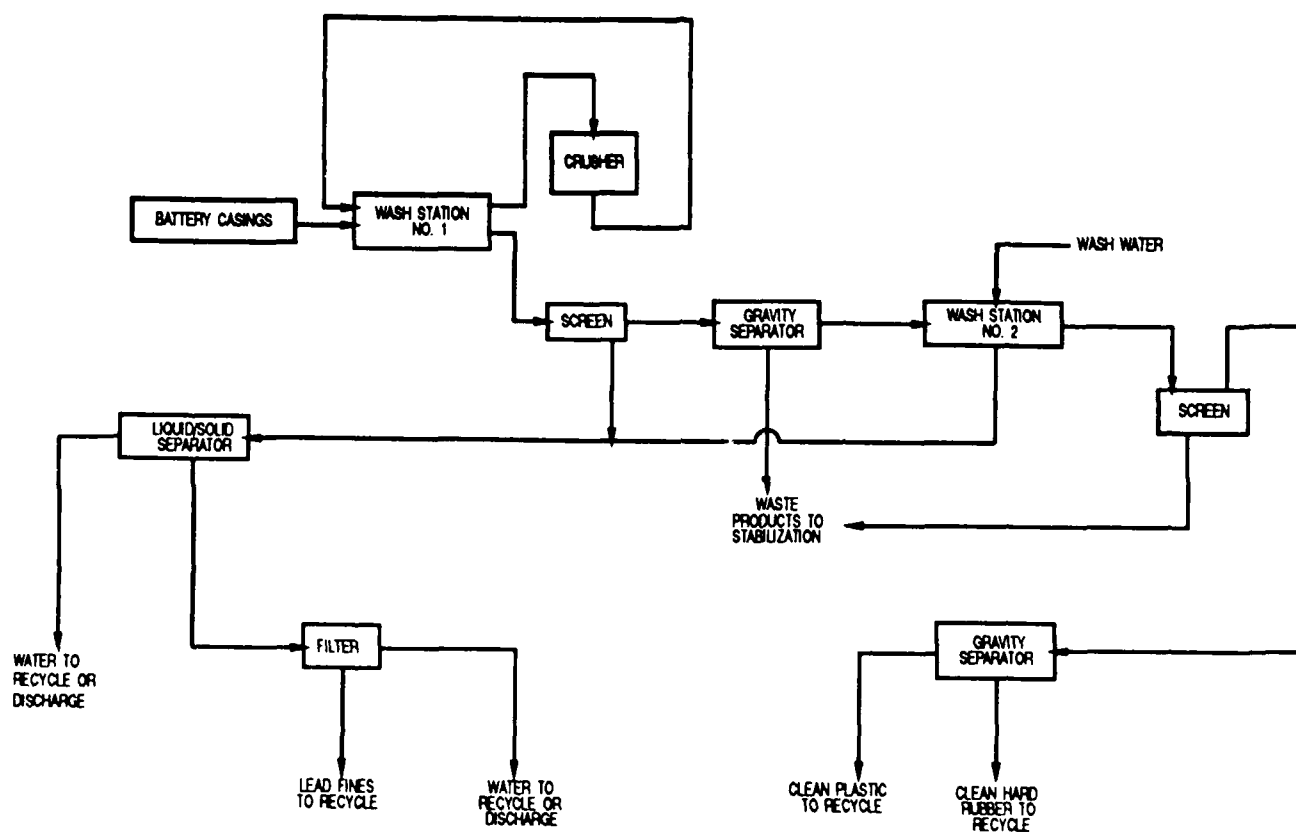 CRUSHER
BATTERY CASINGS
WASH STATION
NO. 1
WASH WATER
SCREEN
GRAVITY
SEPARATOR
WASH STATION
NO. 2
SCREEN
LIQUID/SOLID
SEPARATOR
WASTE
PRODUCTS TO
STABILIZATION
WATER TO
RECYCLE OR
DISCHARGE
FILTER
GRAVITY
SEPARATOR
LEAD FINES
TO RECYCLE
WATER TO
RECYCLE OR
DISCHARGE
CLEAN PLASTIC
TO RECYCLE
CLEAN HARD
RUBBER TO
RECYCLE